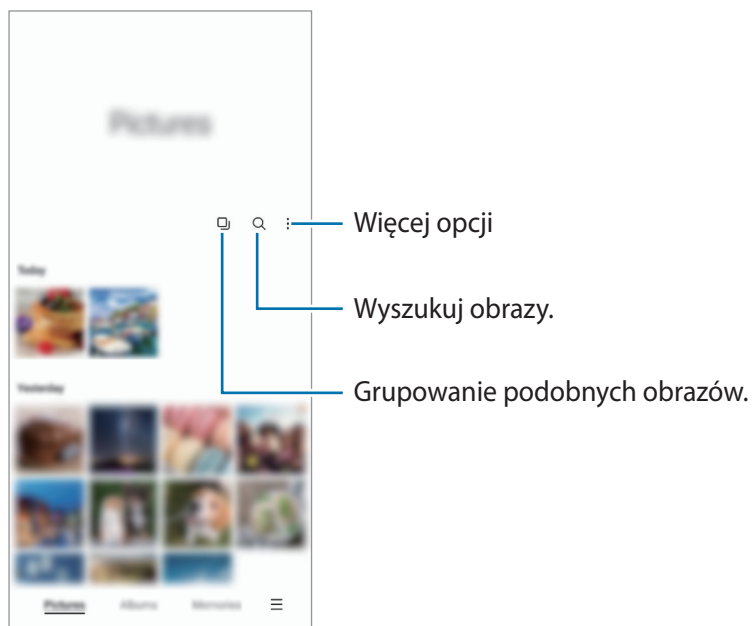 Pictures
Więcej opcji
Today
Wyszukuj obrazy.
Yesterday
Grupowanie podobnych obrazów.
Pictures Albums Memories